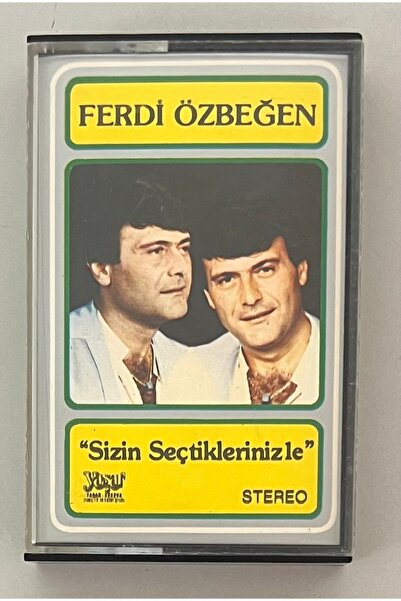 FERDİ ÖZBEĞEN
"Sizin Seçtiklerinizle"
STEREO